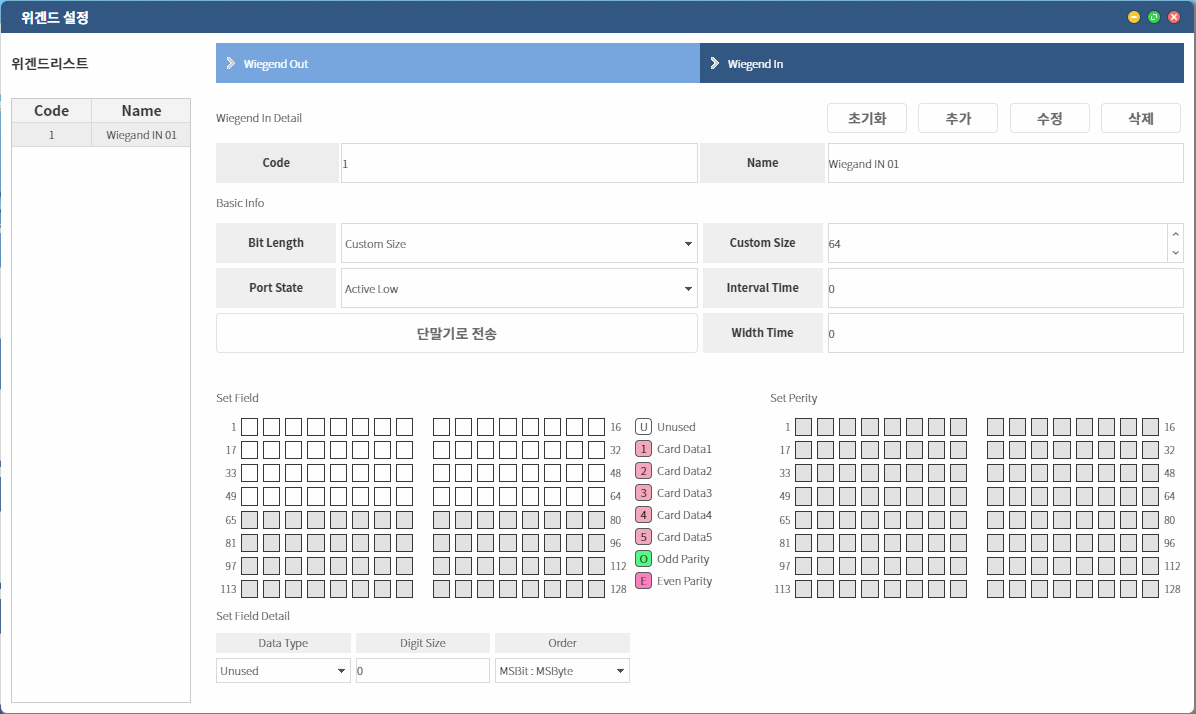 위겐드 설정
위겐드리스트
Code Name
1 Wiegand IN 01
Wiegend Out
Wiegend In
Wiegend In Detail
초기화 추가 수정 삭제
Code 1 Name Wiegand IN 01
Basic Info
Bit Length Custom Size Custom Size 64
Port State Active Low Interval Time 0
단말기로 전송 Width Time 0
Set Field
1 16
17 32
33 48
49 64
65 80
81 96
97 112
113 128
U Unused
1 Card Data1
2 Card Data2
3 Card Data3
4 Card Data4
5 Card Data5
O Odd Parity
E Even Parity
Set Perity
1 16
17 32
33 48
49 64
65 80
81 96
97 112
113 128
Set Field Detail
Data Type Digit Size Order
Unused 0 MSBit : MSByte